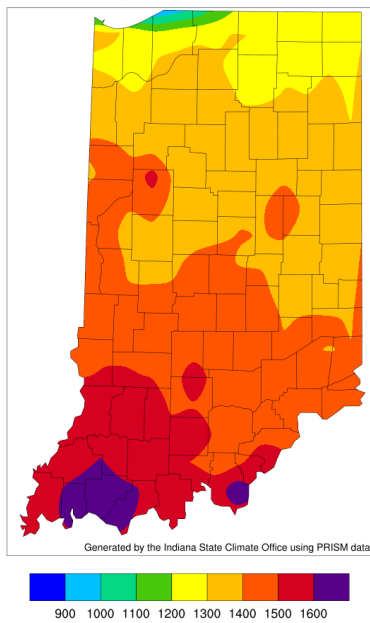 Generated by the Indiana State Climate Office using PRISM data
900 1000 1100 1200 1300 1400 1500 1600